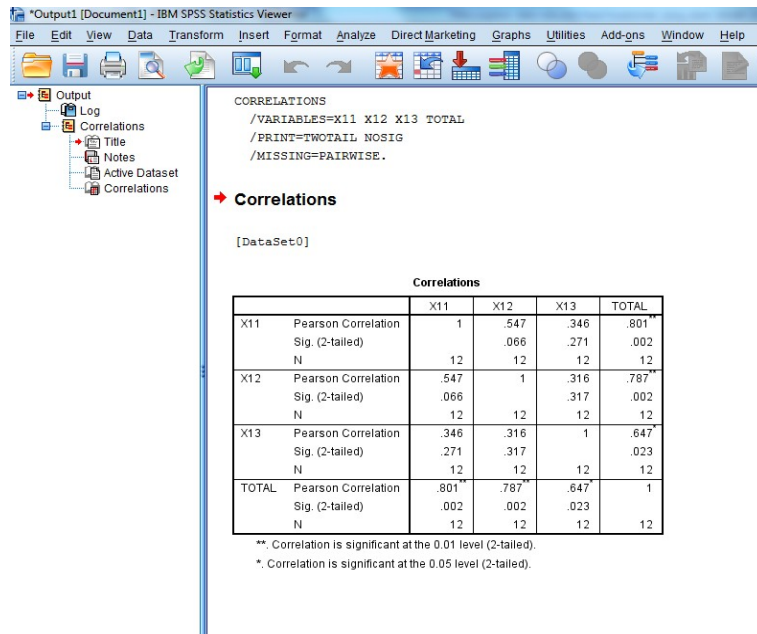 *Output1 [Document1] - IBM SPSS Statistics Viewer
File Edit View Data Transform Insert Format Analyze Direct Marketing Graphs Utilities Add-ons Window Help
Output
Log
Correlations
Title
Notes
Active Dataset
Correlations
CORRELATIONS
/VARIABLES=X11 X12 X13 TOTAL
/PRINT=TWOTAIL NOSIG
/MISSING=PAIRWISE.
Correlations
[DataSet0]
Correlations
X11 X12 X13 TOTAL
X11 Pearson Correlation 1 .547 .346 .801**
Sig. (2-tailed) .066 .271 .002
N 12 12 12 12
X12 Pearson Correlation .547 1 .316 .787**
Sig. (2-tailed) .066 .317 .002
N 12 12 12 12
X13 Pearson Correlation .346 .316 1 .647*
Sig. (2-tailed) .271 .317 .023
N 12 12 12 12
TOTAL Pearson Correlation .801** .787** .647* 1
Sig. (2-tailed) .002 .002 .023
N 12 12 12 12
**. Correlation is significant at the 0.01 level (2-tailed).
*. Correlation is significant at the 0.05 level (2-tailed).